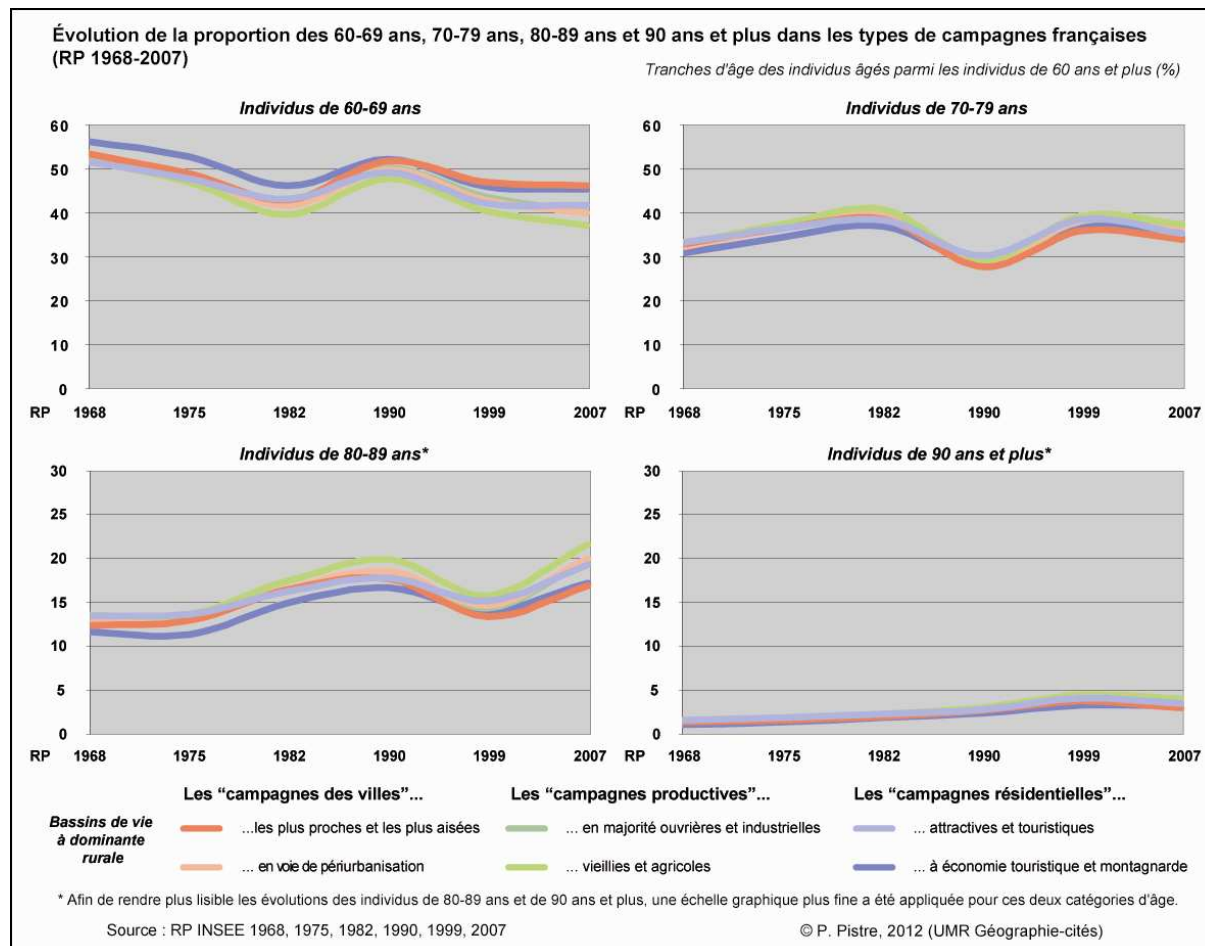 Évolution de la proportion des 60-69 ans, 70-79 ans, 80-89 ans et 90 ans et plus dans les types de campagnes françaises
(RP 1968-2007)
Tranches d'âge des individus âgés parmi les individus de 60 ans et plus (%)
Individus de 60-69 ans
60
50
40
30
20
10
0
RP 1968 1975 1982 1990 1999 2007
Individus de 70-79 ans
60
50
40
30
20
10
0
RP 1968 1975 1982 1990 1999 2007
Individus de 80-89 ans*
30
25
20
15
10
5
0
RP 1968 1975 1982 1990 1999 2007
Individus de 90 ans et plus*
30
25
20
15
10
5
0
RP 1968 1975 1982 1990 1999 2007
Bassins de vie
à dominante
rurale
Les "campagnes des villes"...
...les plus proches et les plus aisées
... en voie de périurbanisation
Les "campagnes productives"...
... en majorité ouvrières et industrielles
... vieillies et agricoles
Les "campagnes résidentielles"...
... attractives et touristiques
... à économie touristique et montagnarde
* Afin de rendre plus lisible les évolutions des individus de 80-89 ans et de 90 ans et plus, une échelle graphique plus fine a été appliquée pour ces deux catégories d'âge.
Source : RP INSEE 1968, 1975, 1982, 1990, 1999, 2007
© P. Pistre, 2012 (UMR Géographie-cités)